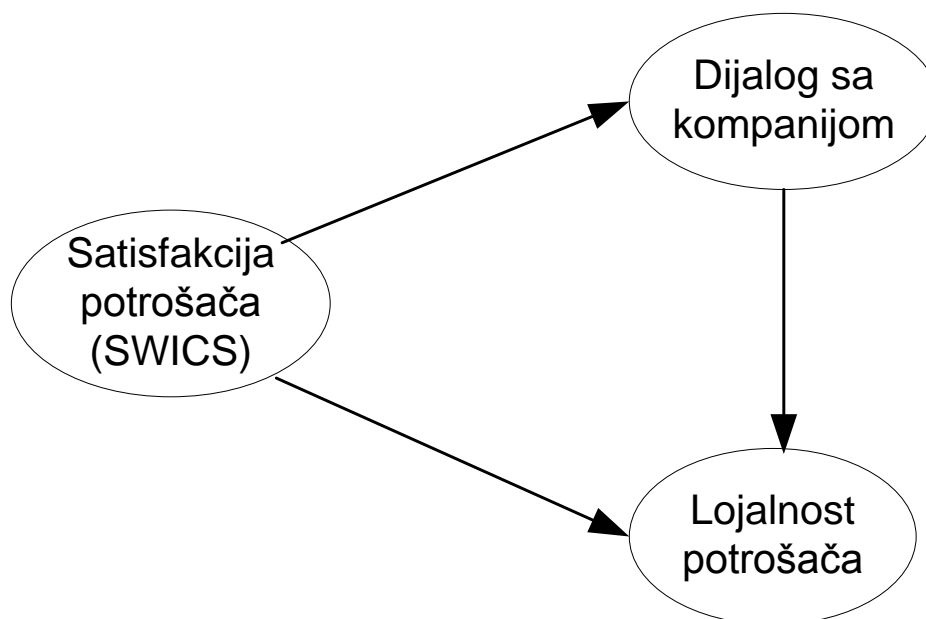 Dijalog sa
kompanijom
Satisfakcija
potrošača
(SWICS)
Lojalnost
potrošača